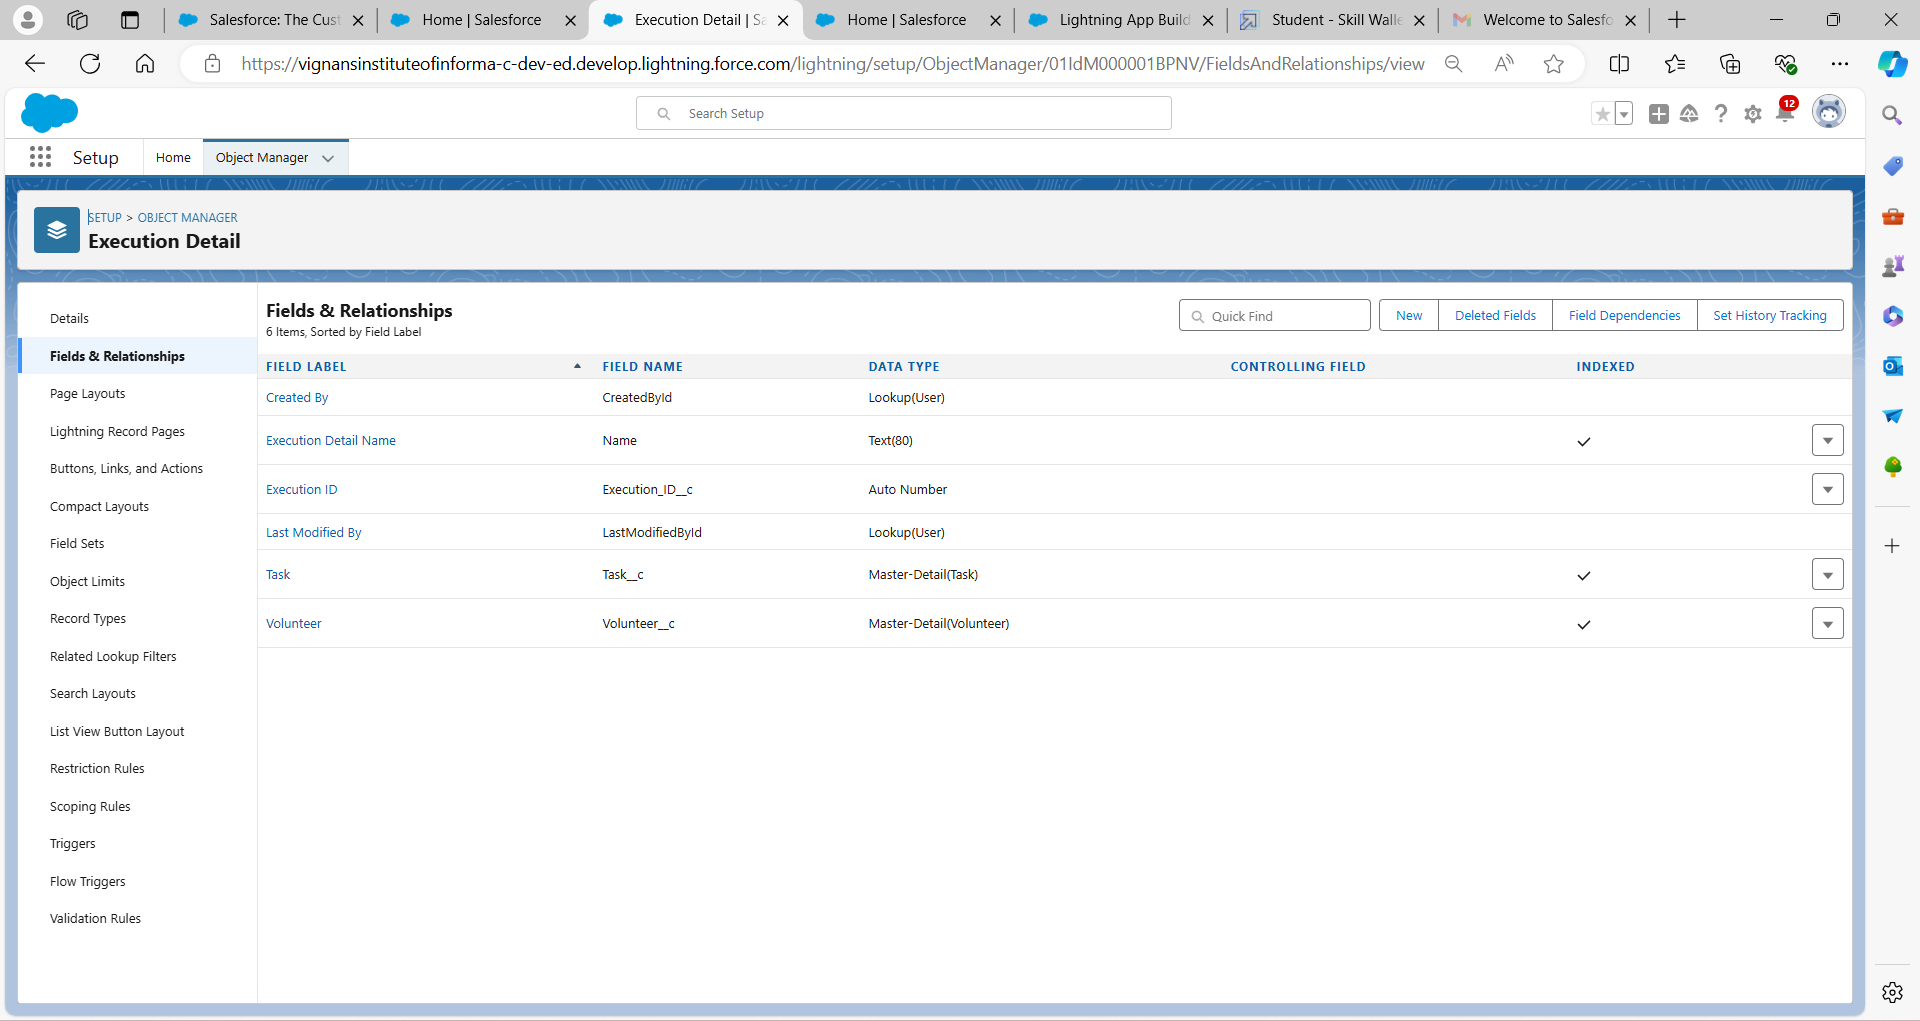 Salesforce: The Cust
Home | Salesforce
Execution Detail | Sa
Home | Salesforce
Lightning App Build
Student - Skill Walle
Welcome to Salesfo
https://vignansinstituteofinforma-c-dev-ed.develop.lightning.force.com/lightning/setup/ObjectManager/01IdM000001BPNV/FieldsAndRelationships/view
Search Setup
12
Setup
Home
Object Manager
SETUP > OBJECT MANAGER
Execution Detail
Details
Fields & Relationships
Page Layouts
Lightning Record Pages
Buttons, Links, and Actions
Compact Layouts
Field Sets
Object Limits
Record Types
Related Lookup Filters
Search Layouts
List View Button Layout
Restriction Rules
Scoping Rules
Triggers
Flow Triggers
Validation Rules
Fields & Relationships
6 Items, Sorted by Field Label
Quick Find
New
Deleted Fields
Field Dependencies
Set History Tracking
FIELD LABEL FIELD NAME DATA TYPE CONTROLLING FIELD INDEXED
Created By CreatedById Lookup(User)
Execution Detail Name Name Text(80)
Execution ID Execution_ID__c Auto Number
Last Modified By LastModifiedById Lookup(User)
Task Task__c Master-Detail(Task)
Volunteer Volunteer__c Master-Detail(Volunteer)